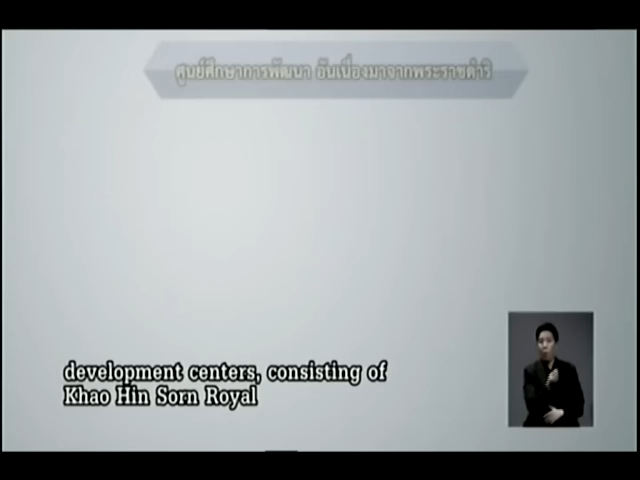 ศูนย์ศึกษาการพัฒนา อันเนื่องมาจากพระราชดำริ
development centers, consisting of
Khao Hin Sorn Royal